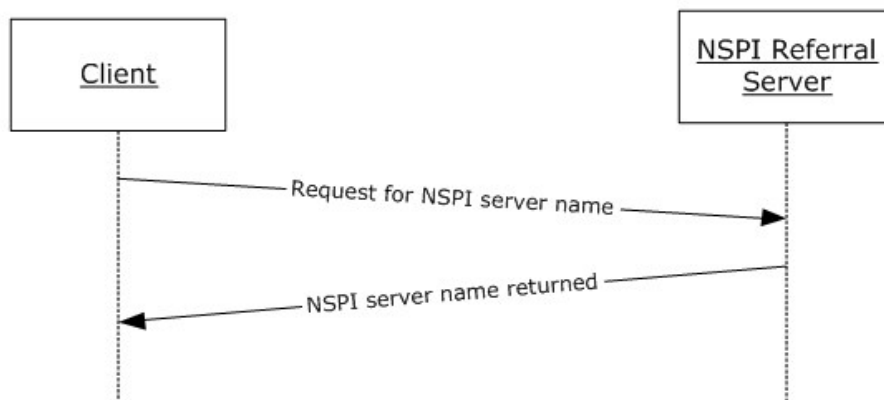 Client
NSPI Referral
Server
Request for NSPI server name
NSPI server name returned